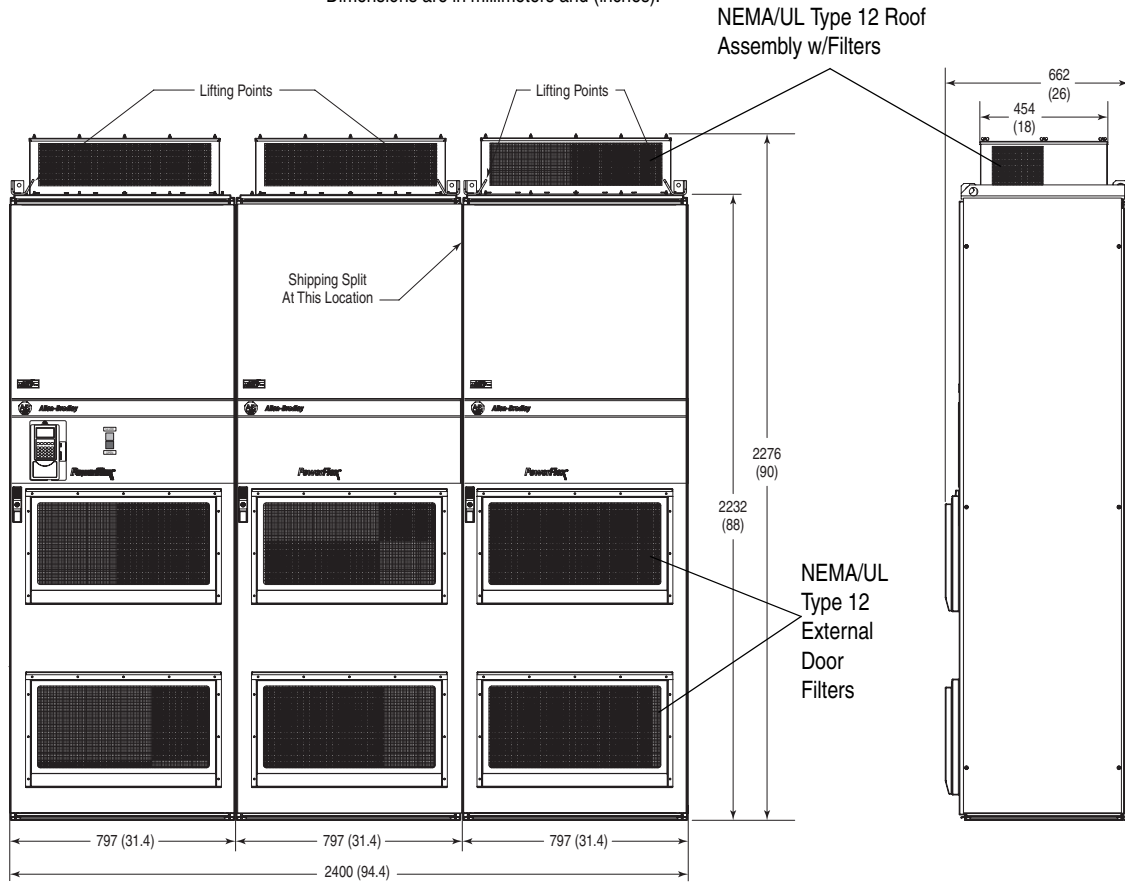 Dimensions are in millimeters and (inches).
NEMA/UL Type 12 Roof
Assembly w/Filters
Lifting Points
Lifting Points
662
(26)
454
(18)
Shipping Split
At This Location
Allen-Bradley
Allen-Bradley
Allen-Bradley
PowerFlex
PowerFlex
PowerFlex
2276
(90)
2232
(88)
NEMA/UL
Type 12
External
Door
Filters
797 (31.4)
797 (31.4)
797 (31.4)
2400 (94.4)